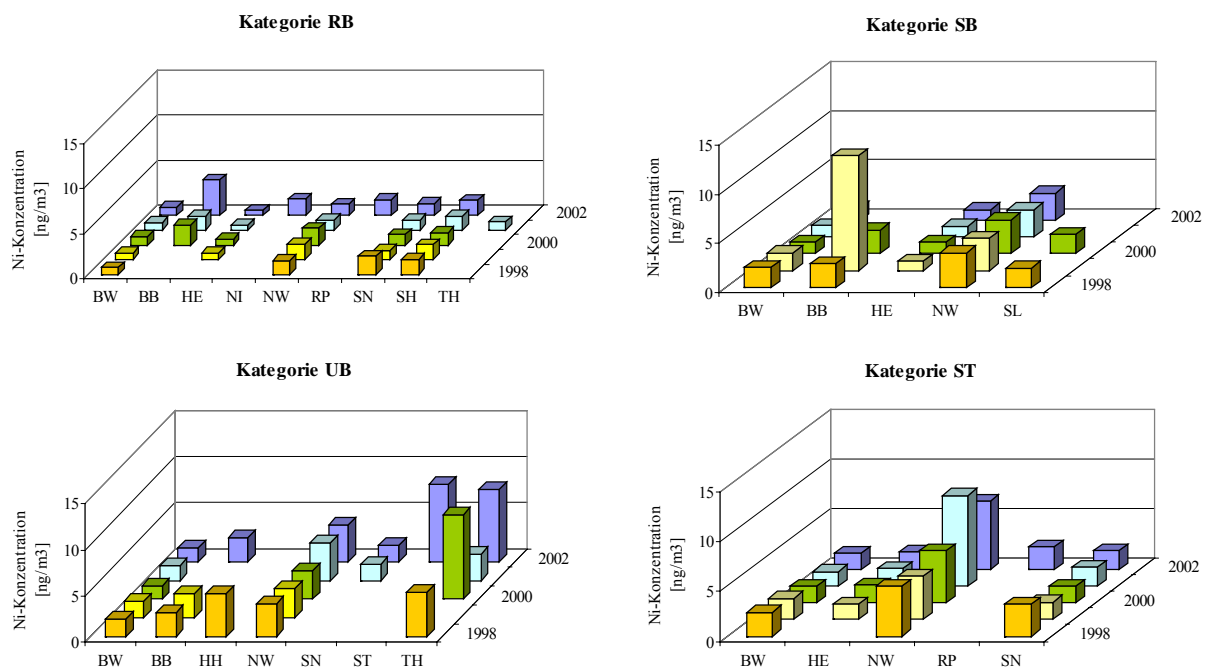 Kategorie RB
Ni-Konzentration
[ng/m3]
15
10
5
0
BW BB HE NI NW RP SN SH TH
1998
2000
2002
Kategorie SB
Ni-Konzentration
[ng/m3]
15
10
5
0
BW BB HE NW SL
1998
2000
2002
Kategorie UB
Ni-Konzentration
[ng/m3]
15
10
5
0
BW BB HH NW SN ST TH
1998
2000
2002
Kategorie ST
Ni-Konzentration
[ng/m3]
15
10
5
0
BW HE NW RP SN
1998
2000
2002